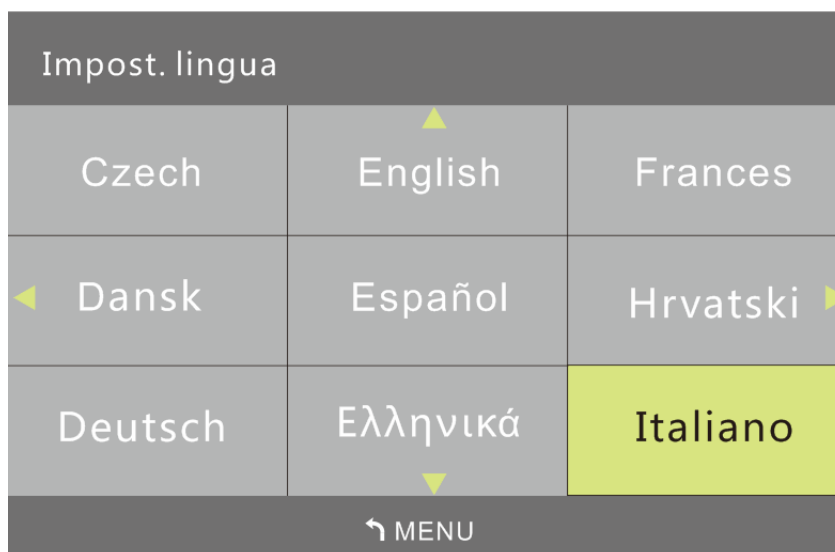 Impost. lingua
Czech English Frances
Dansk Español Hrvatski
Deutsch Ελληνικά Italiano
MENU